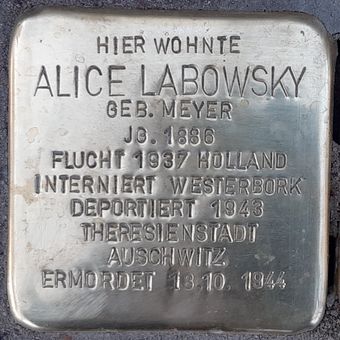 HIER WOHNTE
ALICE LABOWSKY
GEB. MEYER
JG. 1886
FLUCHT 1937 HOLLAND
INTERNIERT WESTERBORK
DEPORTIERT 1943
THERESIENSTADT
AUSCHWITZ
ERMORDET 18.10. 1944